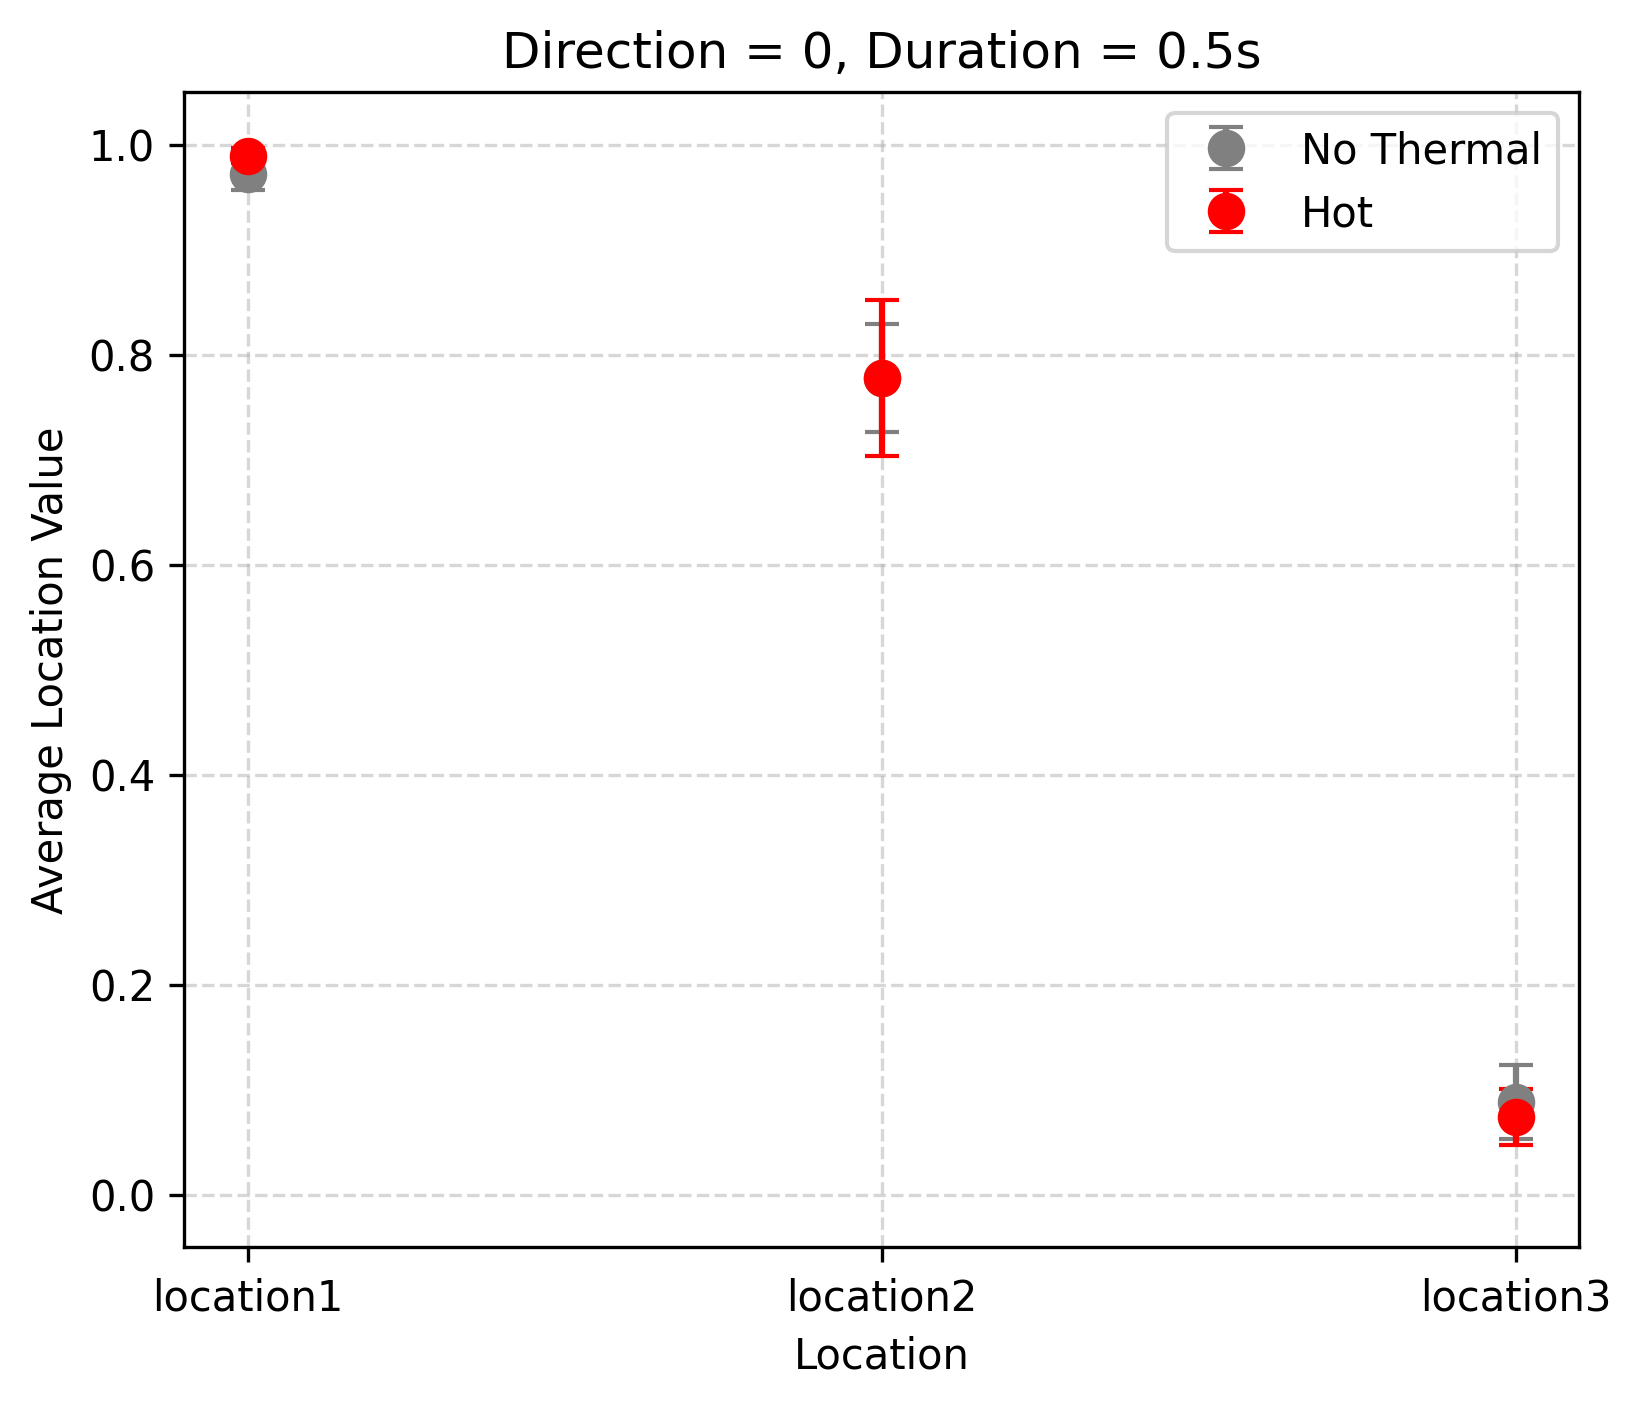 Direction = 0, Duration = 0.5s
No Thermal
Hot
1.0
0.8
0.6
0.4
0.2
0.0
Average Location Value
location1
location2
location3
Location